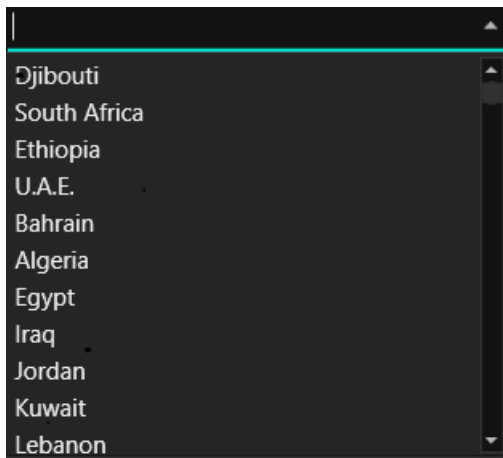 Djibouti
South Africa
Ethiopia
U.A.E.
Bahrain
Algeria
Egypt
Iraq
Jordan
Kuwait
Lebanon